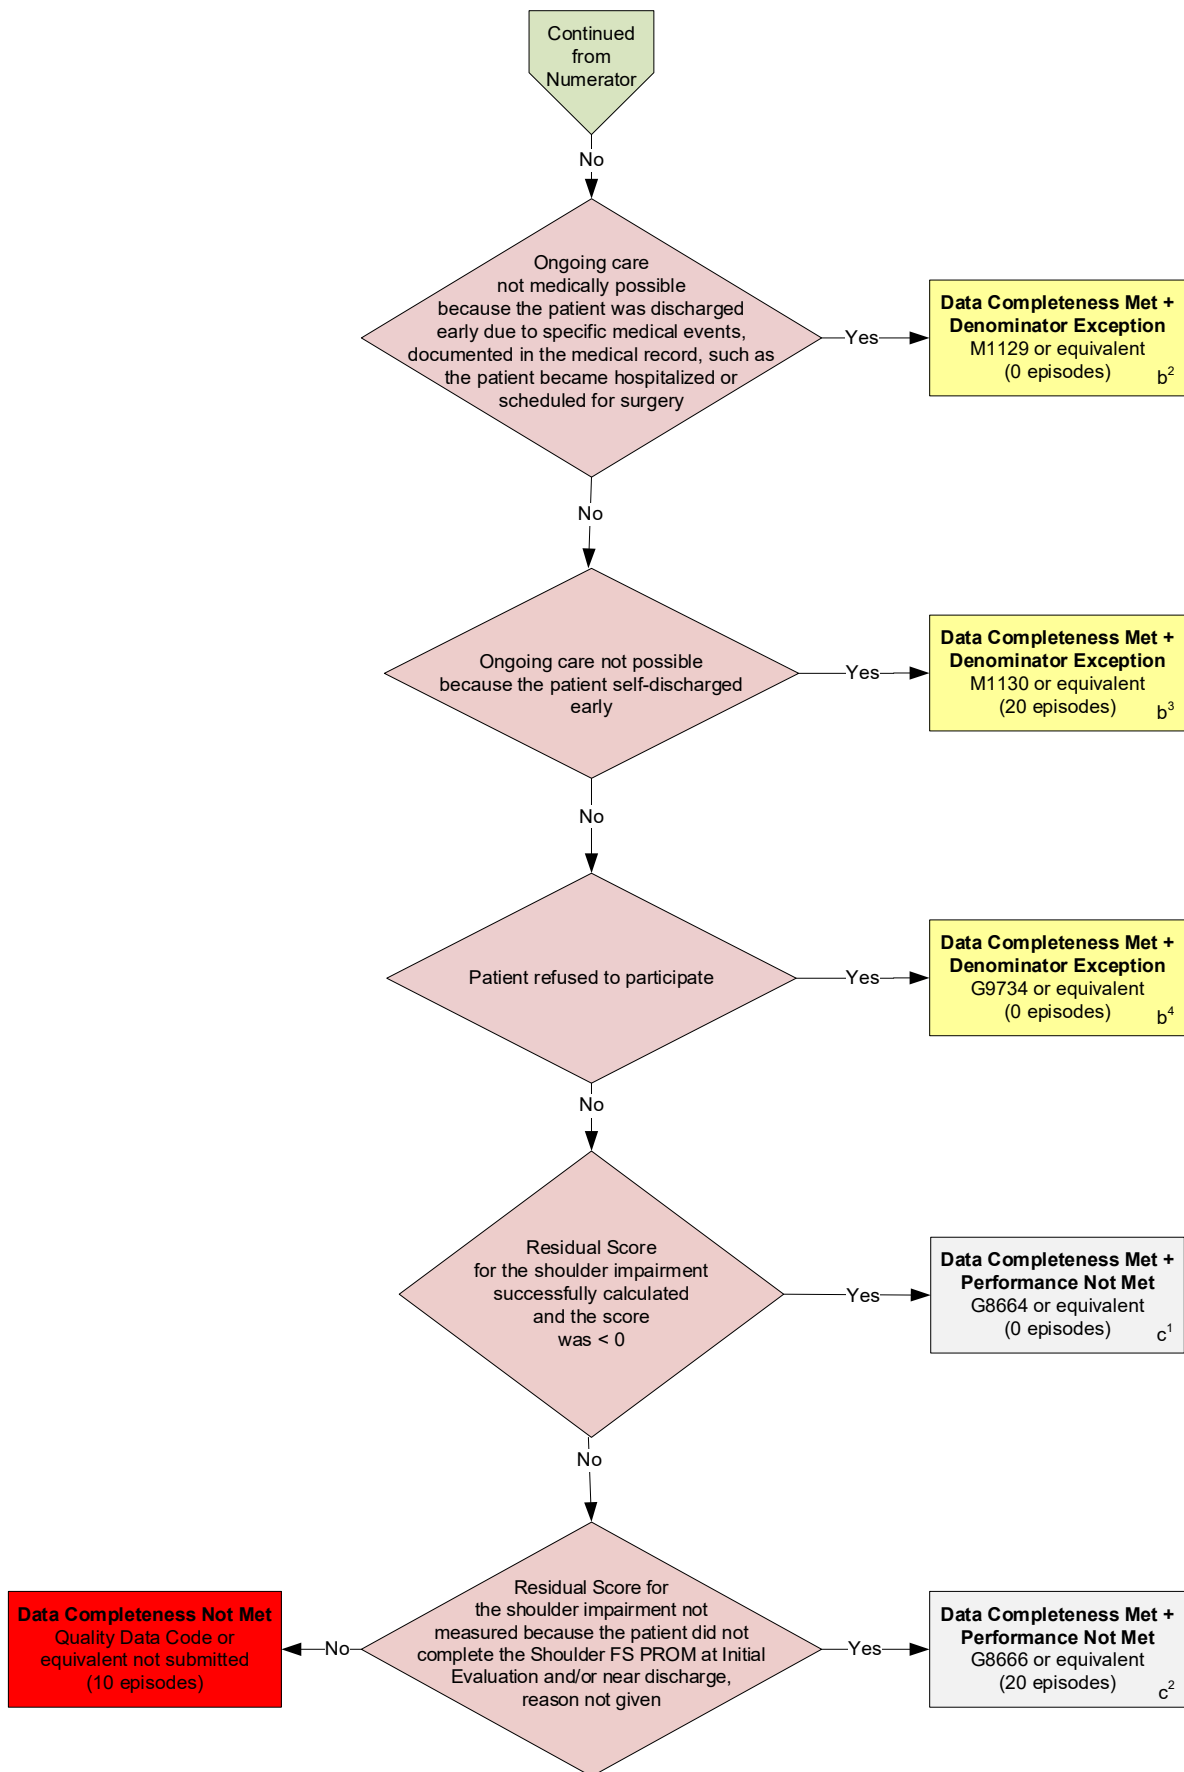 Continued
from
Numerator
No
Ongoing care
not medically possible
because the patient was discharged
early due to specific medical events,
documented in the medical record, such as
the patient became hospitalized or
scheduled for surgery
Yes
Data Completeness Met +
Denominator Exception
M1129 or equivalent
(0 episodes)
b²
No
Ongoing care not possible
because the patient self-discharged
early
Yes
Data Completeness Met +
Denominator Exception
M1130 or equivalent
(20 episodes)
b³
No
Patient refused to participate
Yes
Data Completeness Met +
Denominator Exception
G9734 or equivalent
(0 episodes)
b⁴
No
Residual Score
for the shoulder impairment
successfully calculated
and the score
was < 0
Yes
Data Completeness Met +
Performance Not Met
G8664 or equivalent
(0 episodes)
c¹
No
Residual Score for
the shoulder impairment not
measured because the patient did not
complete the Shoulder FS PROM at Initial
Evaluation and/or near discharge,
reason not given
No
Data Completeness Not Met
Quality Data Code or
equivalent not submitted
(10 episodes)
Yes
Data Completeness Met +
Performance Not Met
G8666 or equivalent
(20 episodes)
c²